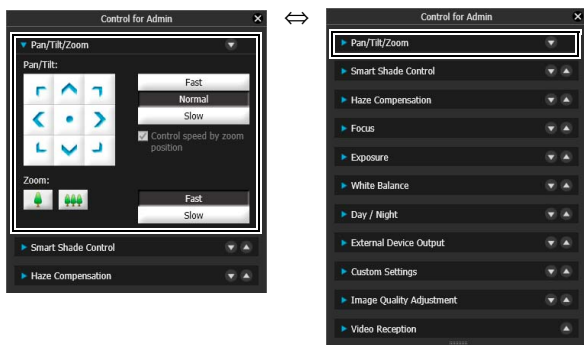 Control for Admin
Pan/Tilt/Zoom
Pan/Tilt:
Fast
Normal
Slow
Control speed by zoom
position
Zoom:
Fast
Slow
Smart Shade Control
Haze Compensation
Control for Admin
Pan/Tilt/Zoom
Smart Shade Control
Haze Compensation
Focus
Exposure
White Balance
Day / Night
External Device Output
Custom Settings
Image Quality Adjustment
Video Reception